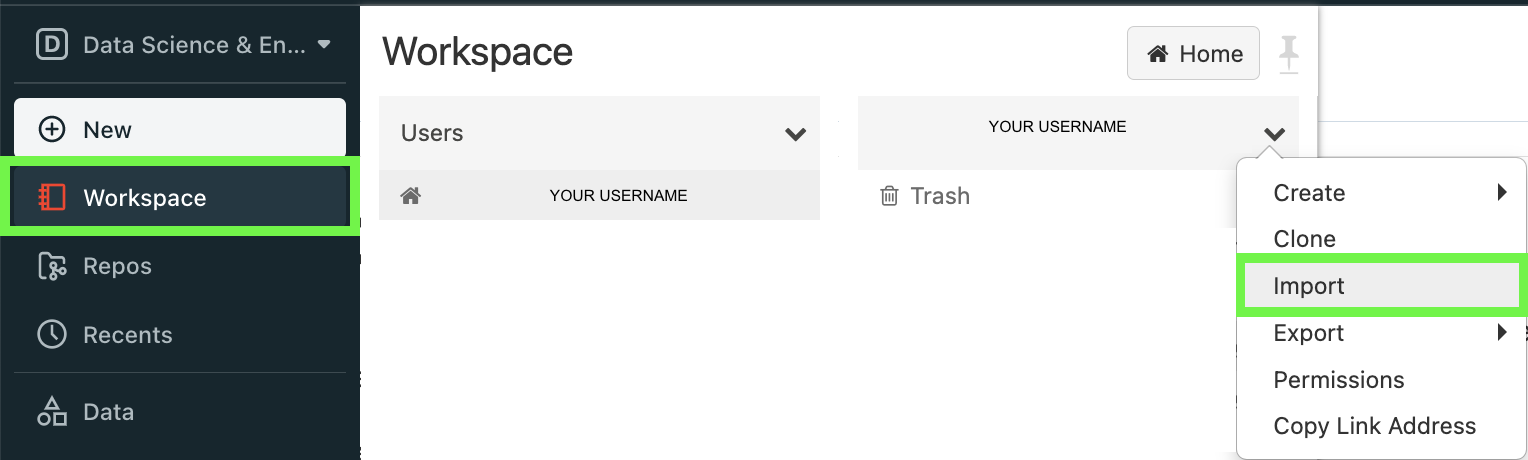 D Data Science & En...
New
Workspace
Repos
Recents
Data
Workspace
Home
Users
YOUR USERNAME
YOUR USERNAME
Trash
Create
Clone
Import
Export
Permissions
Copy Link Address